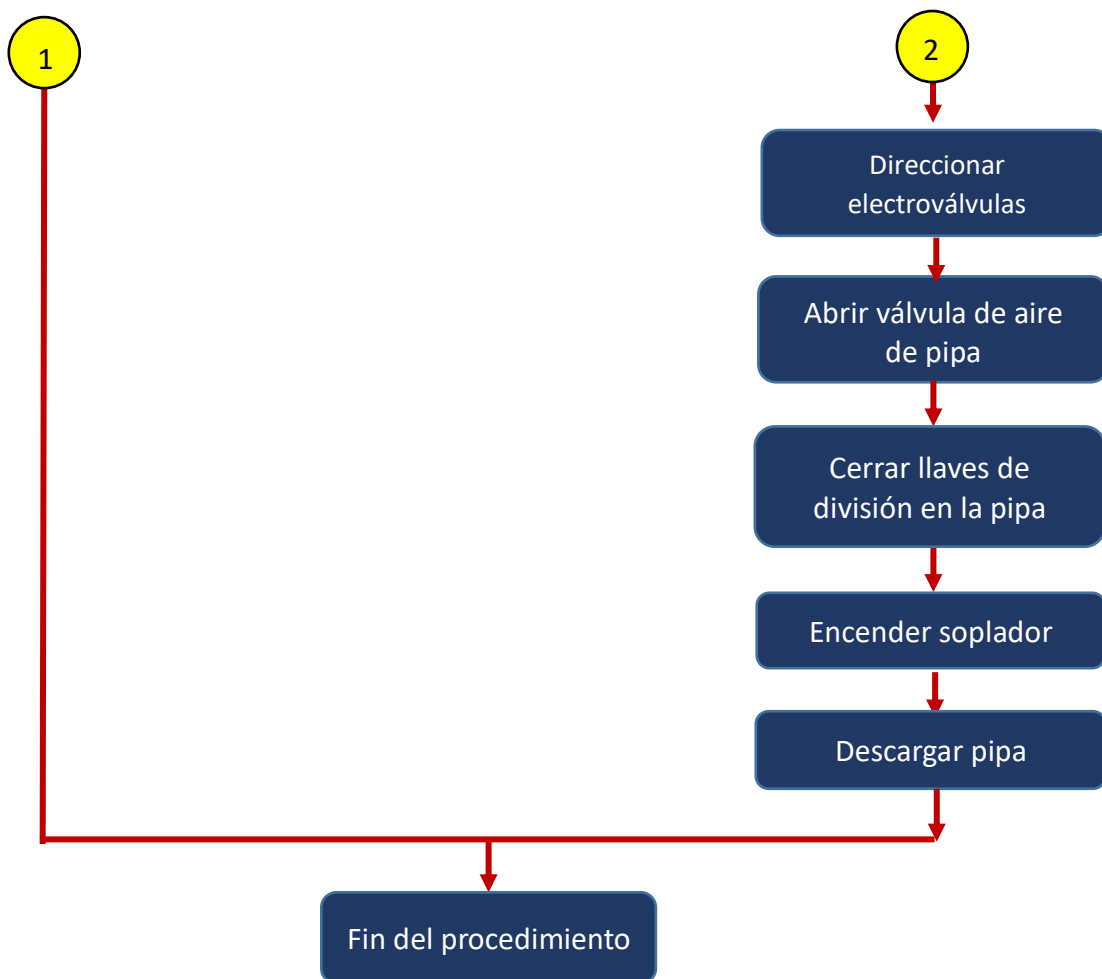 1
2
Direccionar
electroválvulas
Abrir válvula de aire
de pipa
Cerrar llaves de
división en la pipa
Encender soplador
Descargar pipa
Fin del procedimiento